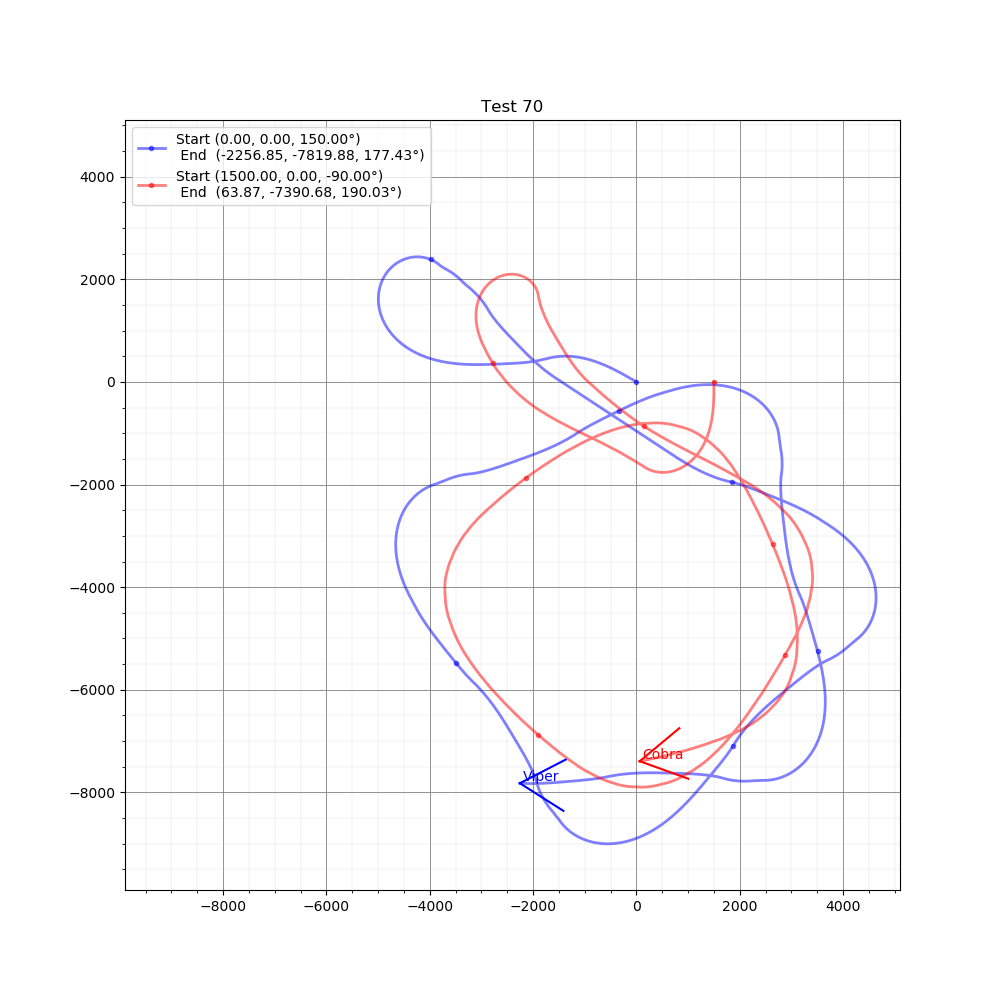 Test 70
Start (0.00, 0.00, 150.00°)
End  (-2256.85, -7819.88, 177.43°)
Start (1500.00, 0.00, -90.00°)
End  (63.87, -7390.68, 190.03°)
4000
2000
0
−2000
−4000
−6000
−8000
Cobra
Viper
−8000 −6000 −4000 −2000 0 2000 4000